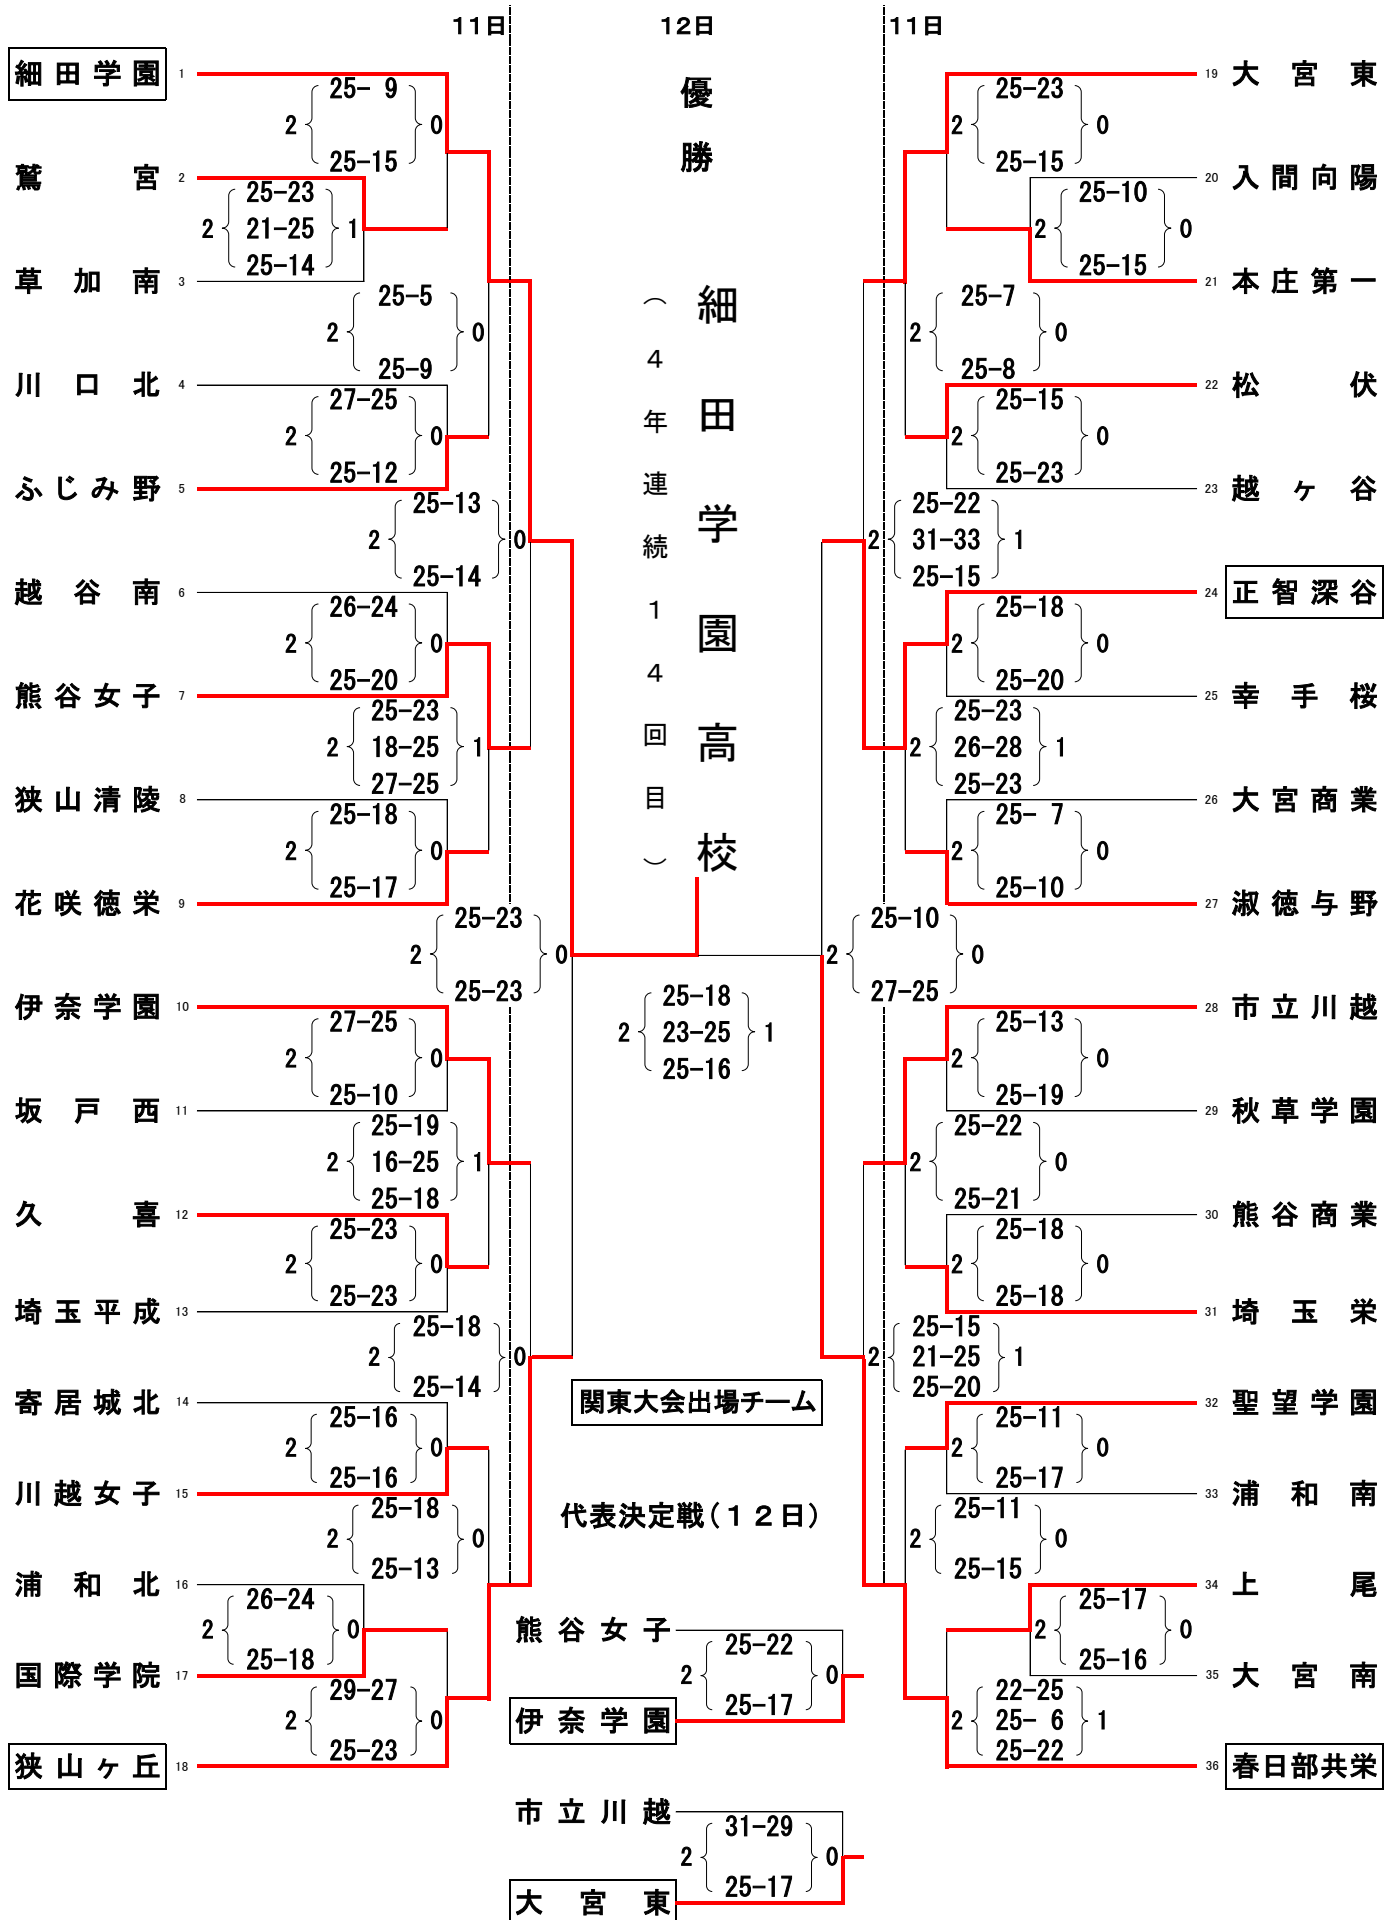 11日
12日
11日
優勝
細田学園高校
（４年連続１４回目）
細田学園 1
25- 9
2 0
25-15
鷲宮 2
25-23
2 21-25 1
25-14
草加南 3
25-5
2 0
25-9
川口北 4
27-25
2 0
25-12
ふじみ野 5
25-13
2 0
25-14
越谷南 6
26-24
2 0
25-20
熊谷女子 7
25-23
2 18-25 1
27-25
狭山清陵 8
25-18
2 0
25-17
花咲徳栄 9
25-23
2 0
25-23
伊奈学園 10
27-25
2 0
25-10
坂戸西 11
25-19
2 16-25 1
25-18
久喜 12
25-23
2 0
25-23
埼玉平成 13
25-18
2 0
25-14
寄居城北 14
25-16
2 0
25-16
川越女子 15
25-18
2 0
25-13
浦和北 16
26-24
2 0
25-18
国際学院 17
29-27
2 0
25-23
狭山ヶ丘 18
25-18
2 23-25 1
25-16
19 大宮東
25-23
2 0
25-15
20 入間向陽
25-10
2 0
25-15
21 本庄第一
25-7
2 0
25-8
22 松伏
25-15
2 0
25-23
23 越ヶ谷
25-22
2 31-33 1
25-15
24 正智深谷
25-18
2 0
25-20
25 幸手桜
25-23
2 26-28 1
25-23
26 大宮商業
25- 7
2 0
25-10
27 淑徳与野
25-10
2 0
27-25
28 市立川越
25-13
2 0
25-19
29 秋草学園
25-22
2 0
25-21
30 熊谷商業
25-18
2 0
25-18
31 埼玉栄
25-15
2 21-25 1
25-20
32 聖望学園
25-11
2 0
25-17
33 浦和南
25-11
2 0
25-15
34 上尾
25-17
2 0
25-16
35 大宮南
22-25
2 25- 6 1
25-22
36 春日部共栄
関東大会出場チーム
代表決定戦(１２日)
熊谷女子
25-22
2 0
25-17
伊奈学園
市立川越
31-29
2 0
25-17
大宮東